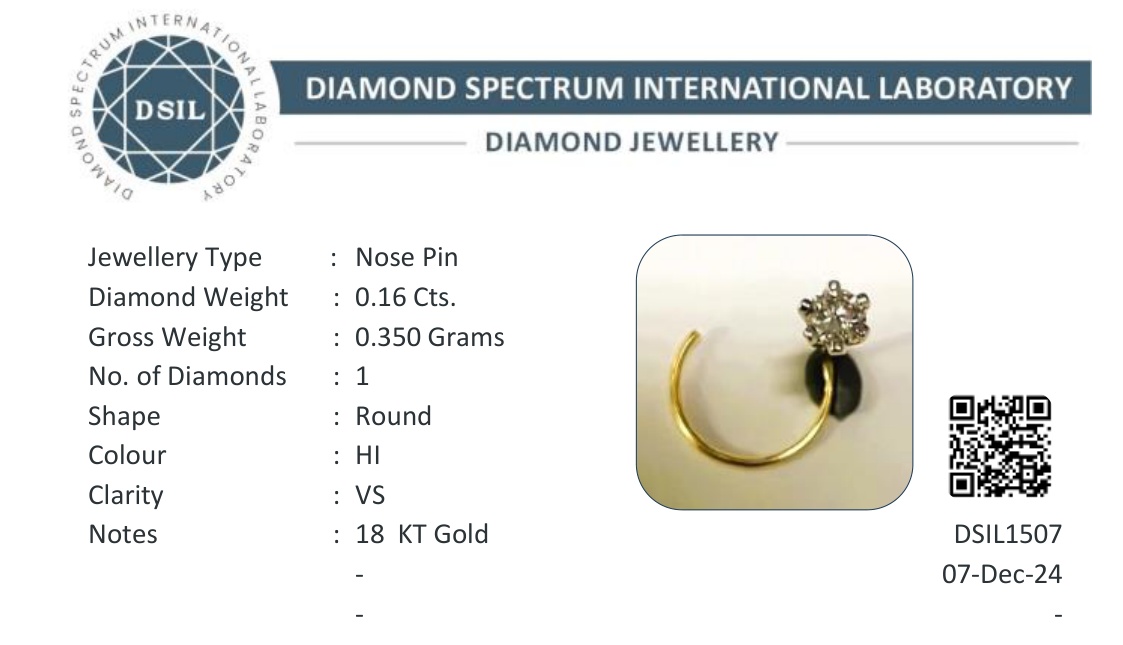 DIAMOND SPECTRUM INTERNATIONAL LABORATORY
DSIL
DIAMOND SPECTRUM INTERNATIONAL LABORATORY
DIAMOND JEWELLERY
Jewellery Type : Nose Pin
Diamond Weight : 0.16 Cts.
Gross Weight : 0.350 Grams
No. of Diamonds : 1
Shape : Round
Colour : HI
Clarity : VS
Notes : 18 KT Gold
-
-
DSIL1507
07-Dec-24
-